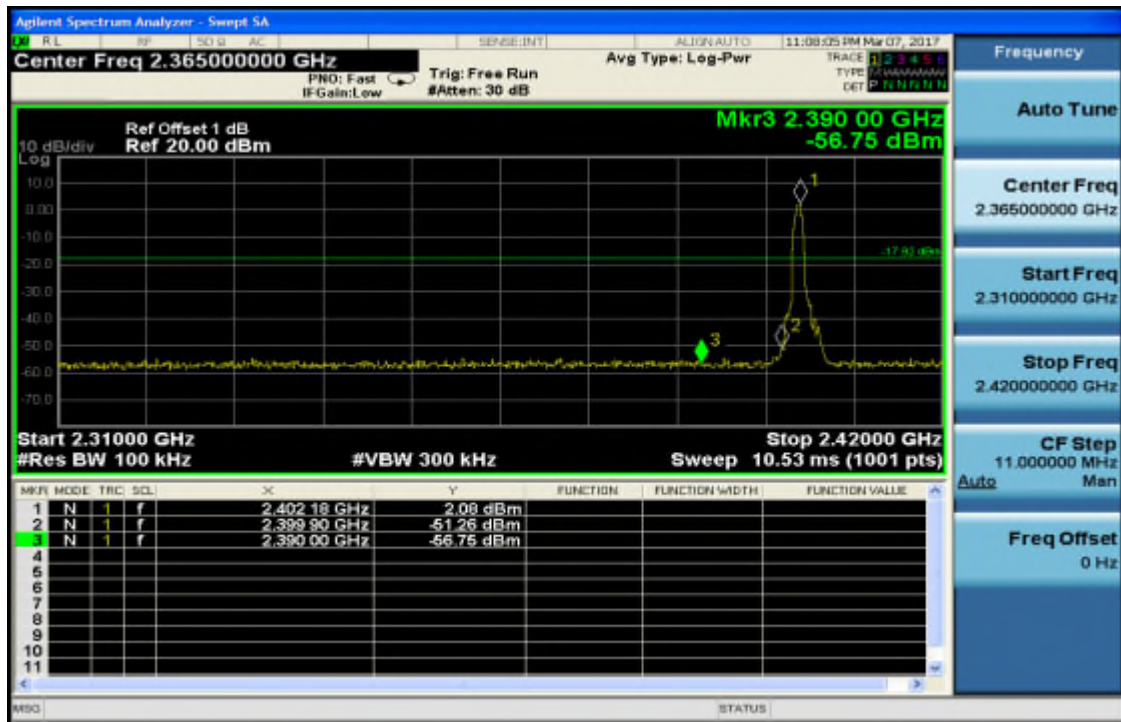 Agilent Spectrum Analyzer - Swept SA
RL RF 50 Ω AC SENSE:INT ALIGN AUTO 11:08:05 PM Mar 07, 2017
Center Freq 2.365000000 GHz
PNO: Fast
IFGain:Low
Trig: Free Run
#Atten: 30 dB
Avg Type: Log-Pwr
TRACE 1 2 3 4 5 6
TYPE
DET P N N N N N
Ref Offset 1 dB
10 dB/div Ref 20.00 dBm
Log
Mkr3 2.390 00 GHz
-56.75 dBm
10.0
0.00
-10.0
-20.0
-30.0
-40.0
-50.0
-60.0
-70.0
-17.92 dBm
1
2
3
Start 2.31000 GHz Stop 2.42000 GHz
#Res BW 100 kHz #VBW 300 kHz Sweep 10.53 ms (1001 pts)
MKR MODE TRC SCL X Y FUNCTION FUNCTION WIDTH FUNCTION VALUE
1 N 1 f 2.402 18 GHz 2.08 dBm
2 N 1 f 2.399 90 GHz -51.26 dBm
3 N 1 f 2.390 00 GHz -56.75 dBm
4
5
6
7
8
9
10
11
MSG STATUS
Frequency
Auto Tune
Center Freq
2.365000000 GHz
Start Freq
2.310000000 GHz
Stop Freq
2.420000000 GHz
CF Step
11.000000 MHz
Auto Man
Freq Offset
0 Hz